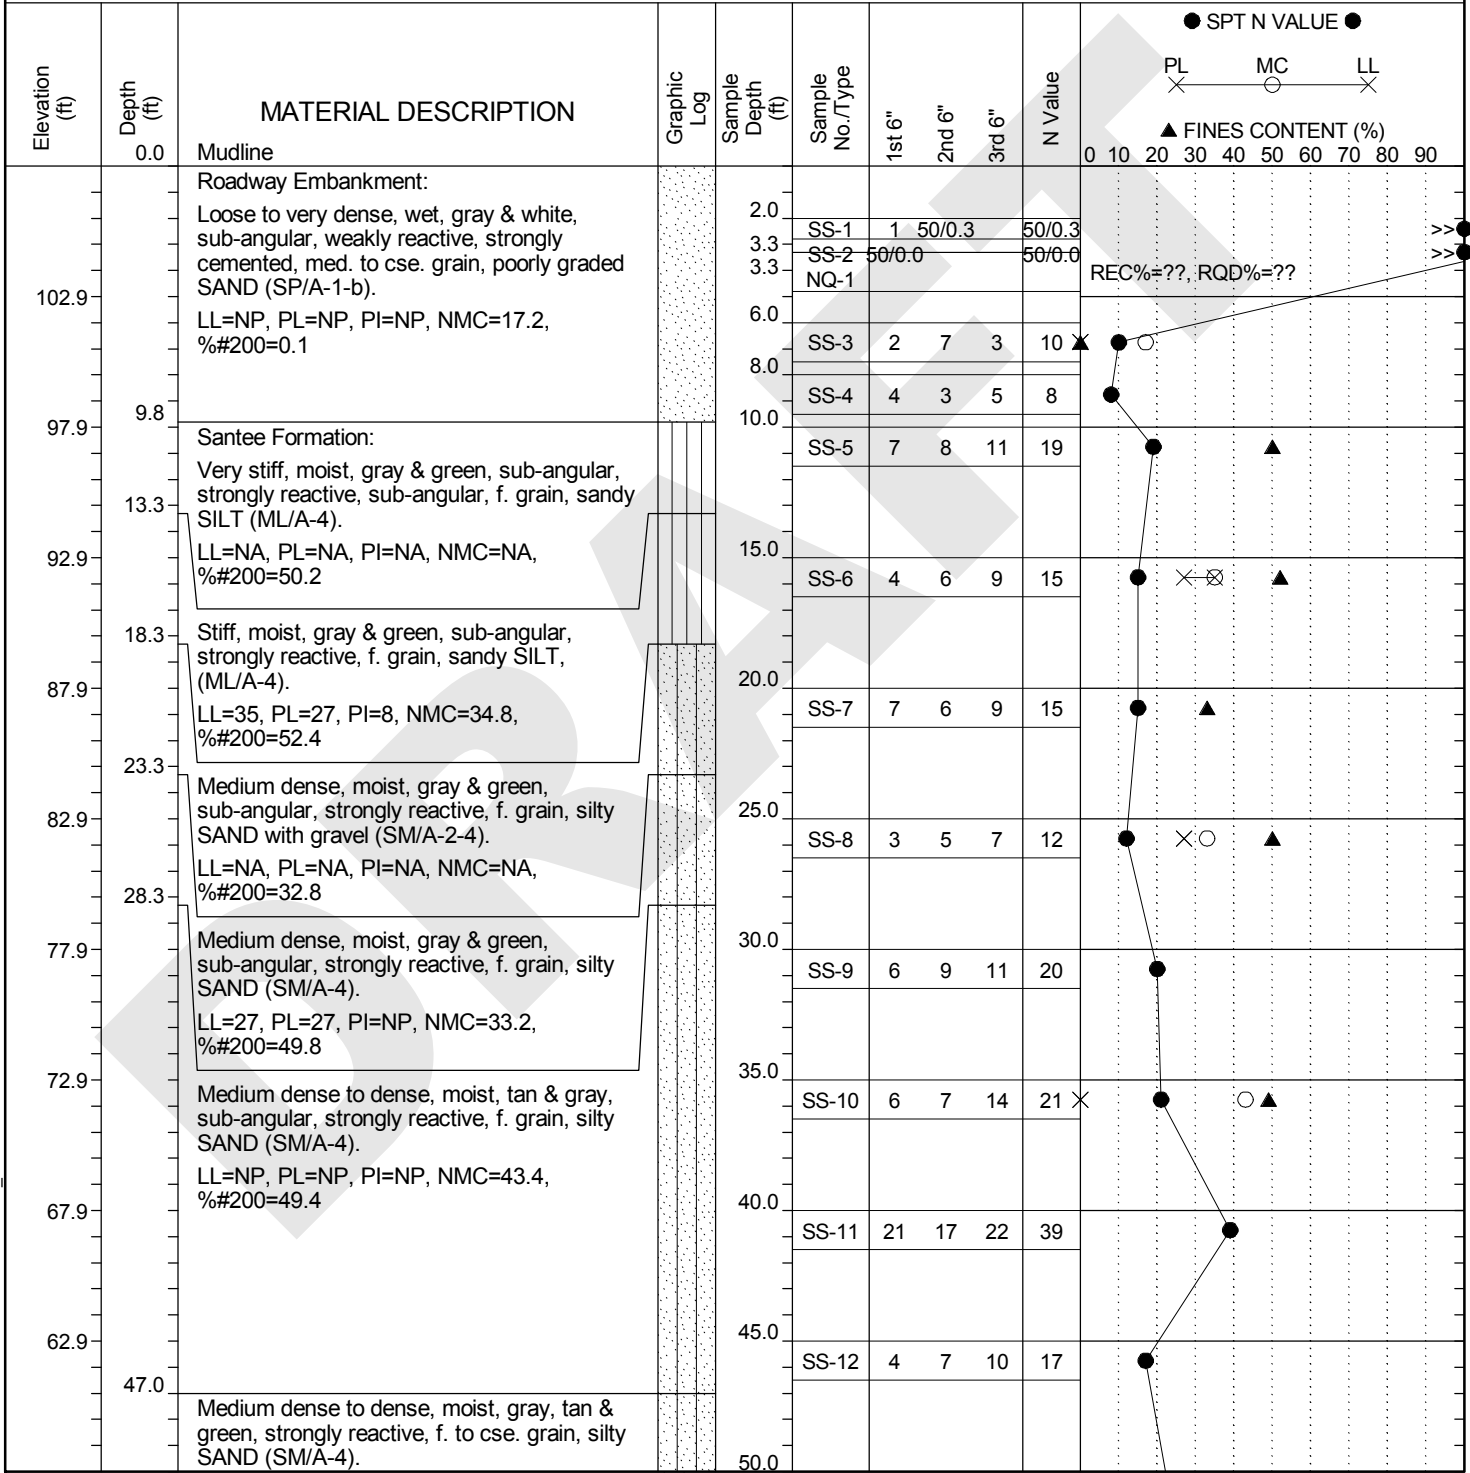 ● SPT N VALUE ●
PL MC LL
▲ FINES CONTENT (%)
0 10 20 30 40 50 60 70 80 90
Elevation (ft)
Depth (ft)
MATERIAL DESCRIPTION
Graphic Log
Sample Depth (ft)
Sample No./Type
1st 6"
2nd 6"
3rd 6"
N Value
0.0 Mudline
Roadway Embankment:
Loose to very dense, wet, gray & white,
sub-angular, weakly reactive, strongly
cemented, med. to cse. grain, poorly graded
SAND (SP/A-1-b).
LL=NP, PL=NP, PI=NP, NMC=17.2,
%#200=0.1
9.8
Santee Formation:
Very stiff, moist, gray & green, sub-angular,
strongly reactive, sub-angular, f. grain, sandy
SILT (ML/A-4).
LL=NA, PL=NA, PI=NA, NMC=NA,
%#200=50.2
13.3
Stiff, moist, gray & green, sub-angular,
strongly reactive, f. grain, sandy SILT,
(ML/A-4).
LL=35, PL=27, PI=8, NMC=34.8,
%#200=52.4
18.3
Medium dense, moist, gray & green,
sub-angular, strongly reactive, f. grain, silty
SAND with gravel (SM/A-2-4).
LL=NA, PL=NA, PI=NA, NMC=NA,
%#200=32.8
23.3
Medium dense, moist, gray & green,
sub-angular, strongly reactive, f. grain, silty
SAND (SM/A-4).
LL=27, PL=27, PI=NP, NMC=33.2,
%#200=49.8
28.3
Medium dense to dense, moist, tan & gray,
sub-angular, strongly reactive, f. grain, silty
SAND (SM/A-4).
LL=NP, PL=NP, PI=NP, NMC=43.4,
%#200=49.4
47.0
Medium dense to dense, moist, gray, tan &
green, strongly reactive, f. to cse. grain, silty
SAND (SM/A-4).
102.9
97.9
92.9
87.9
82.9
77.9
72.9
67.9
62.9
2.0
SS-1 1 50/0.3 50/0.3 >>
3.3
SS-2 50/0.0 50/0.0 >>
3.3
NQ-1 REC%=??, RQD%=??
6.0
SS-3 2 7 3 10
8.0
SS-4 4 3 5 8
10.0
SS-5 7 8 11 19
15.0
SS-6 4 6 9 15
20.0
SS-7 7 6 9 15
25.0
SS-8 3 5 7 12
30.0
SS-9 6 9 11 20
35.0
SS-10 6 7 14 21
40.0
SS-11 21 17 22 39
45.0
SS-12 4 7 10 17
50.0
DRAFT